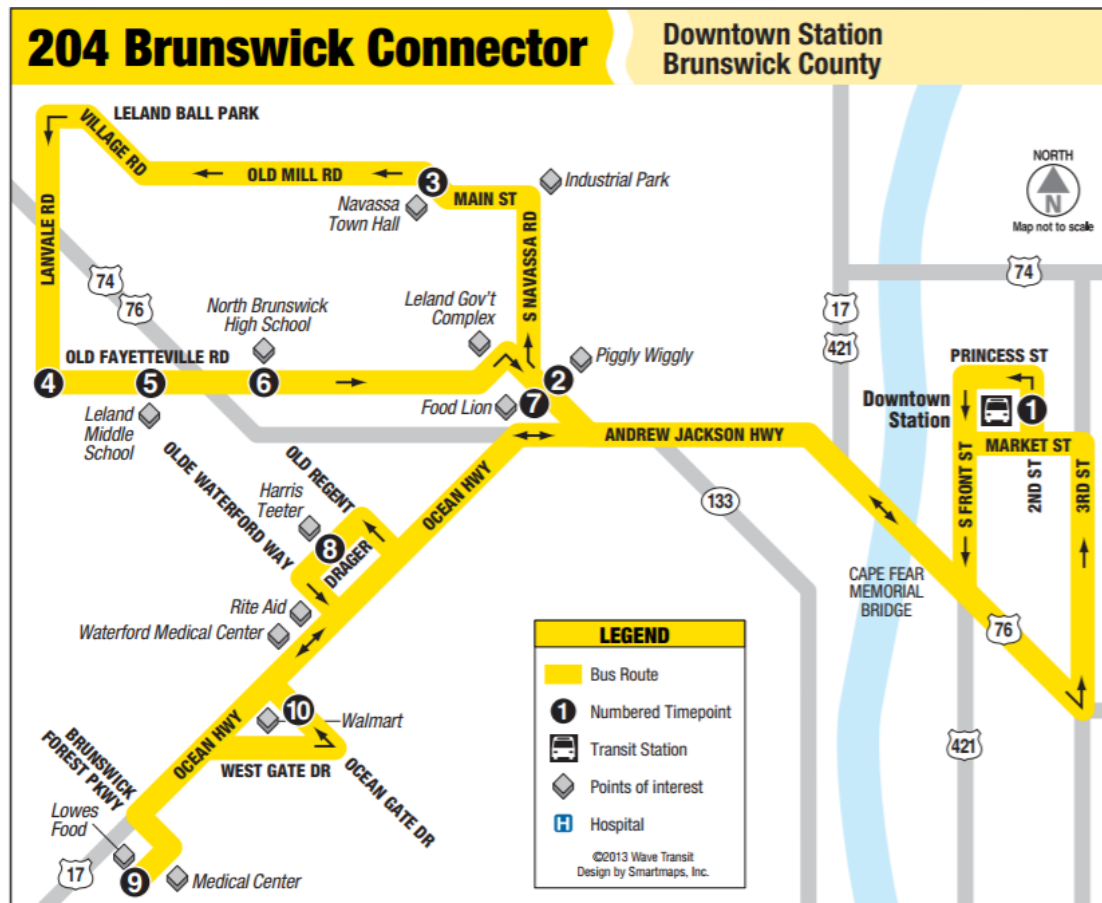 204 Brunswick Connector
Downtown Station
Brunswick County
LELAND BALL PARK
VILLAGE RD
OLD MILL RD
3
MAIN ST
Industrial Park
Navassa
Town Hall
LANVALE RD
S NAVASSA RD
NORTH
N
Map not to scale
74
76
74
17
421
North Brunswick
High School
Leland Gov't
Complex
OLD FAYETTEVILLE RD
4
5
6
2
7
Piggly Wiggly
Food Lion
Leland
Middle
School
PRINCESS ST
Downtown
Station
1
MARKET ST
S FRONT ST
2ND ST
3RD ST
ANDREW JACKSON HWY
OCEAN HWY
OLD REGENT
OLDE WATERFORD WAY
Harris
Teeter
8
DRAGER
133
CAPE FEAR
MEMORIAL
BRIDGE
76
421
Rite Aid
Waterford Medical Center
10
Walmart
OCEAN HWY
WEST GATE DR
OCEAN GATE DR
BRUNSWICK
FOREST PKWY
Lowes
Food
17
9
Medical Center
LEGEND
Bus Route
1
Numbered Timepoint
Transit Station
Points of interest
H
Hospital
©2013 Wave Transit
Design by Smartmaps, Inc.